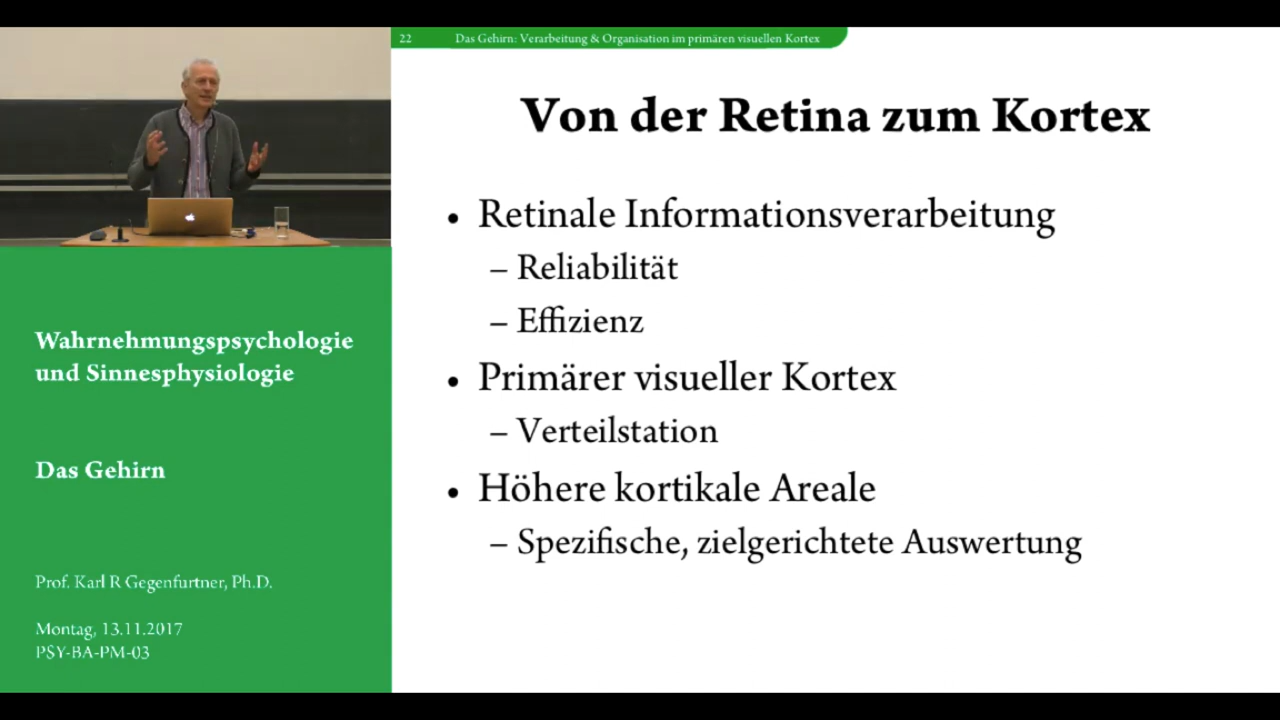 22 Das Gehirn: Verarbeitung & Organisation im primären visuellen Kortex
Von der Retina zum Kortex
• Retinale Informationsverarbeitung
– Reliabilität
– Effizienz
• Primärer visueller Kortex
– Verteilstation
• Höhere kortikale Areale
– Spezifische, zielgerichtete Auswertung
Wahrnehmungspsychologie
und Sinnesphysiologie
Das Gehirn
Prof. Karl R Gegenfurtner, Ph.D.
Montag, 13.11.2017
PSY-BA-PM-03